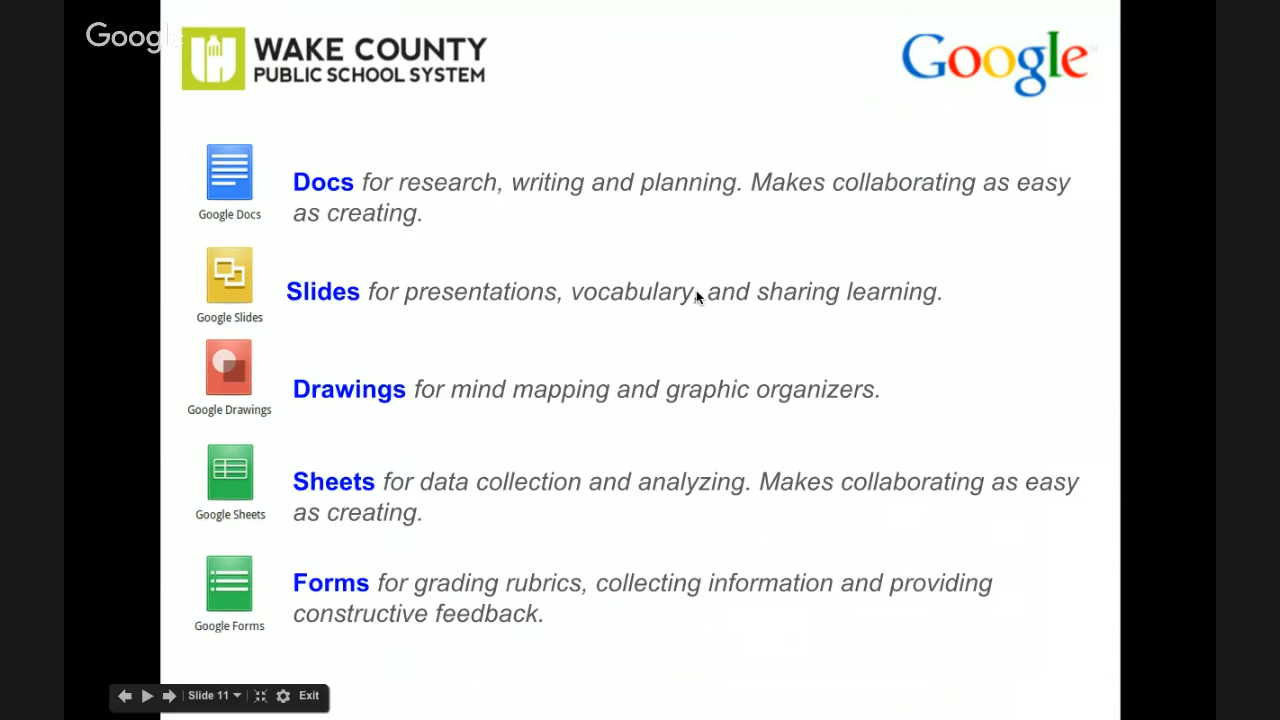 Google
WAKE COUNTY
PUBLIC SCHOOL SYSTEM
Google
Google Docs
Docs for research, writing and planning. Makes collaborating as easy
as creating.
Google Slides
Slides for presentations, vocabulary, and sharing learning.
Google Drawings
Drawings for mind mapping and graphic organizers.
Google Sheets
Sheets for data collection and analyzing. Makes collaborating as easy
as creating.
Google Forms
Forms for grading rubrics, collecting information and providing
constructive feedback.
Slide 11 Exit